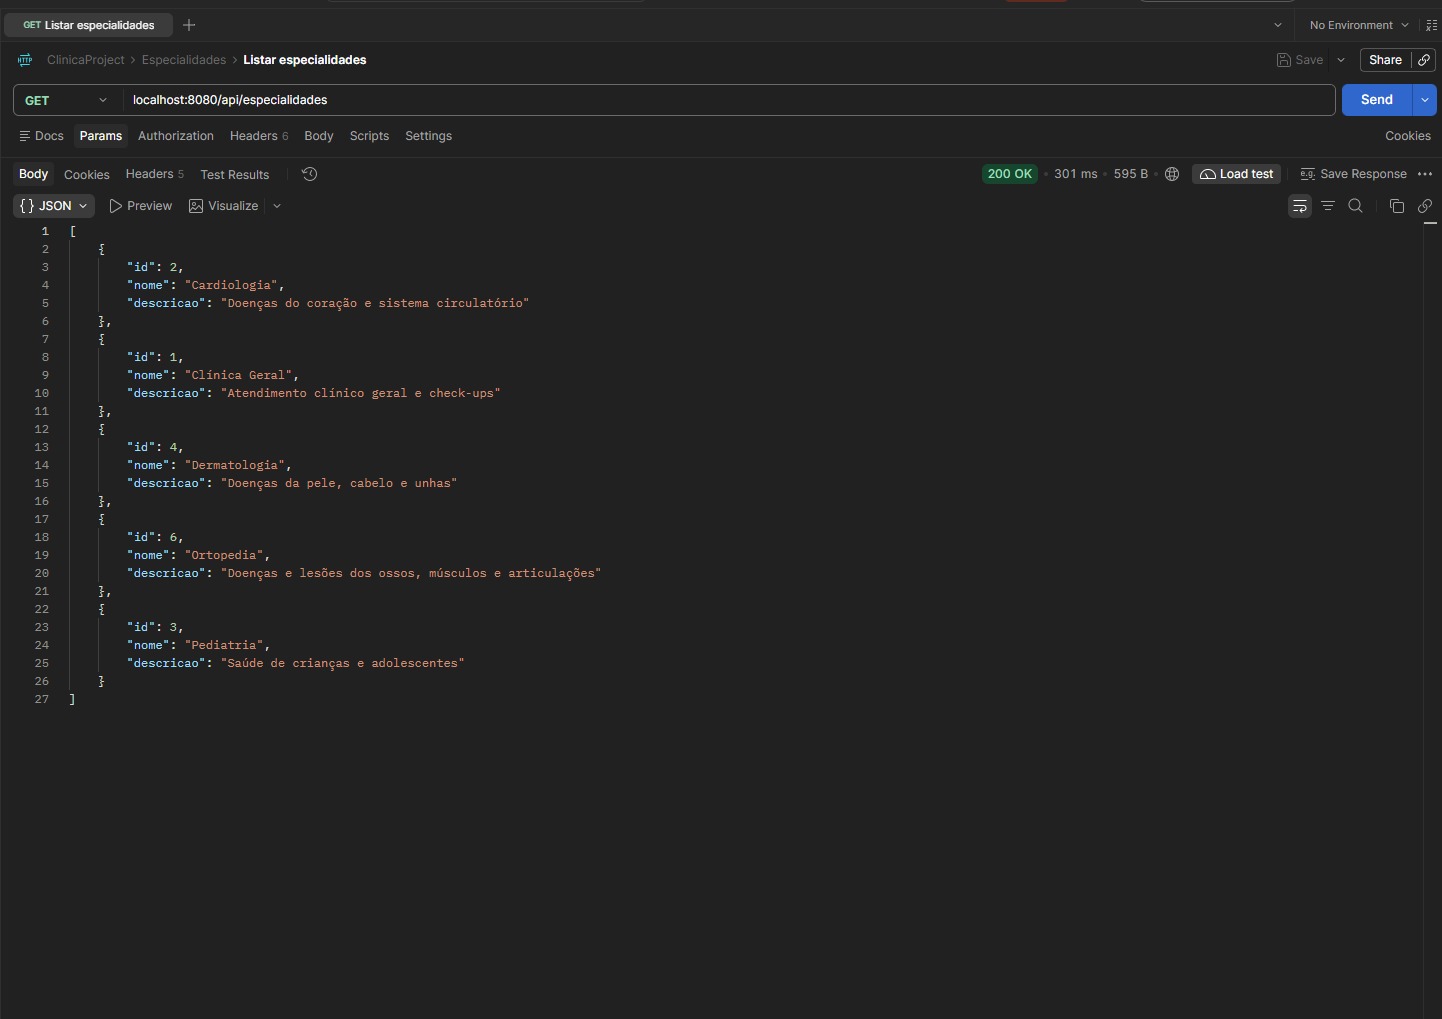 GET Listar especialidades
No Environment
ClinicaProject > Especialidades > Listar especialidades
Save
Share
GET
localhost:8080/api/especialidades
Send
Docs Params Authorization Headers 6 Body Scripts Settings
Cookies
Body Cookies Headers 5 Test Results
200 OK • 301 ms • 595 B •
Load test
e.g. Save Response
{} JSON
Preview
Visualize
1 [
2 {
3 "id": 2,
4 "nome": "Cardiologia",
5 "descricao": "Doenças do coração e sistema circulatório"
6 },
7 {
8 "id": 1,
9 "nome": "Clínica Geral",
10 "descricao": "Atendimento clínico geral e check-ups"
11 },
12 {
13 "id": 4,
14 "nome": "Dermatologia",
15 "descricao": "Doenças da pele, cabelo e unhas"
16 },
17 {
18 "id": 6,
19 "nome": "Ortopedia",
20 "descricao": "Doenças e lesões dos ossos, músculos e articulações"
21 },
22 {
23 "id": 3,
24 "nome": "Pediatria",
25 "descricao": "Saúde de crianças e adolescentes"
26 }
27 ]